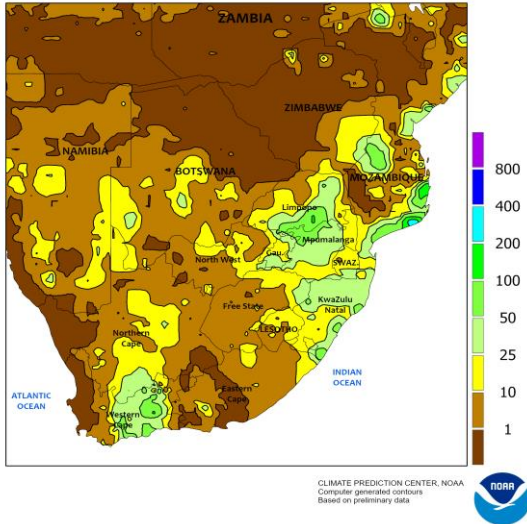 ZAMBIA
ZIMBABWE
NAMIBIA
BOTSWANA
MOZAMBIQUE
Limpopo
Mpumalanga
Gau.
North West
SWAZ.
Free State
KwaZulu
Natal
LESOTHO
Northern
Cape
Eastern
Cape
Western
Cape
ATLANTIC
OCEAN
INDIAN
OCEAN
800
400
200
100
50
25
10
1
CLIMATE PREDICTION CENTER, NOAA
Computer generated contours
Based on preliminary data
NOAA